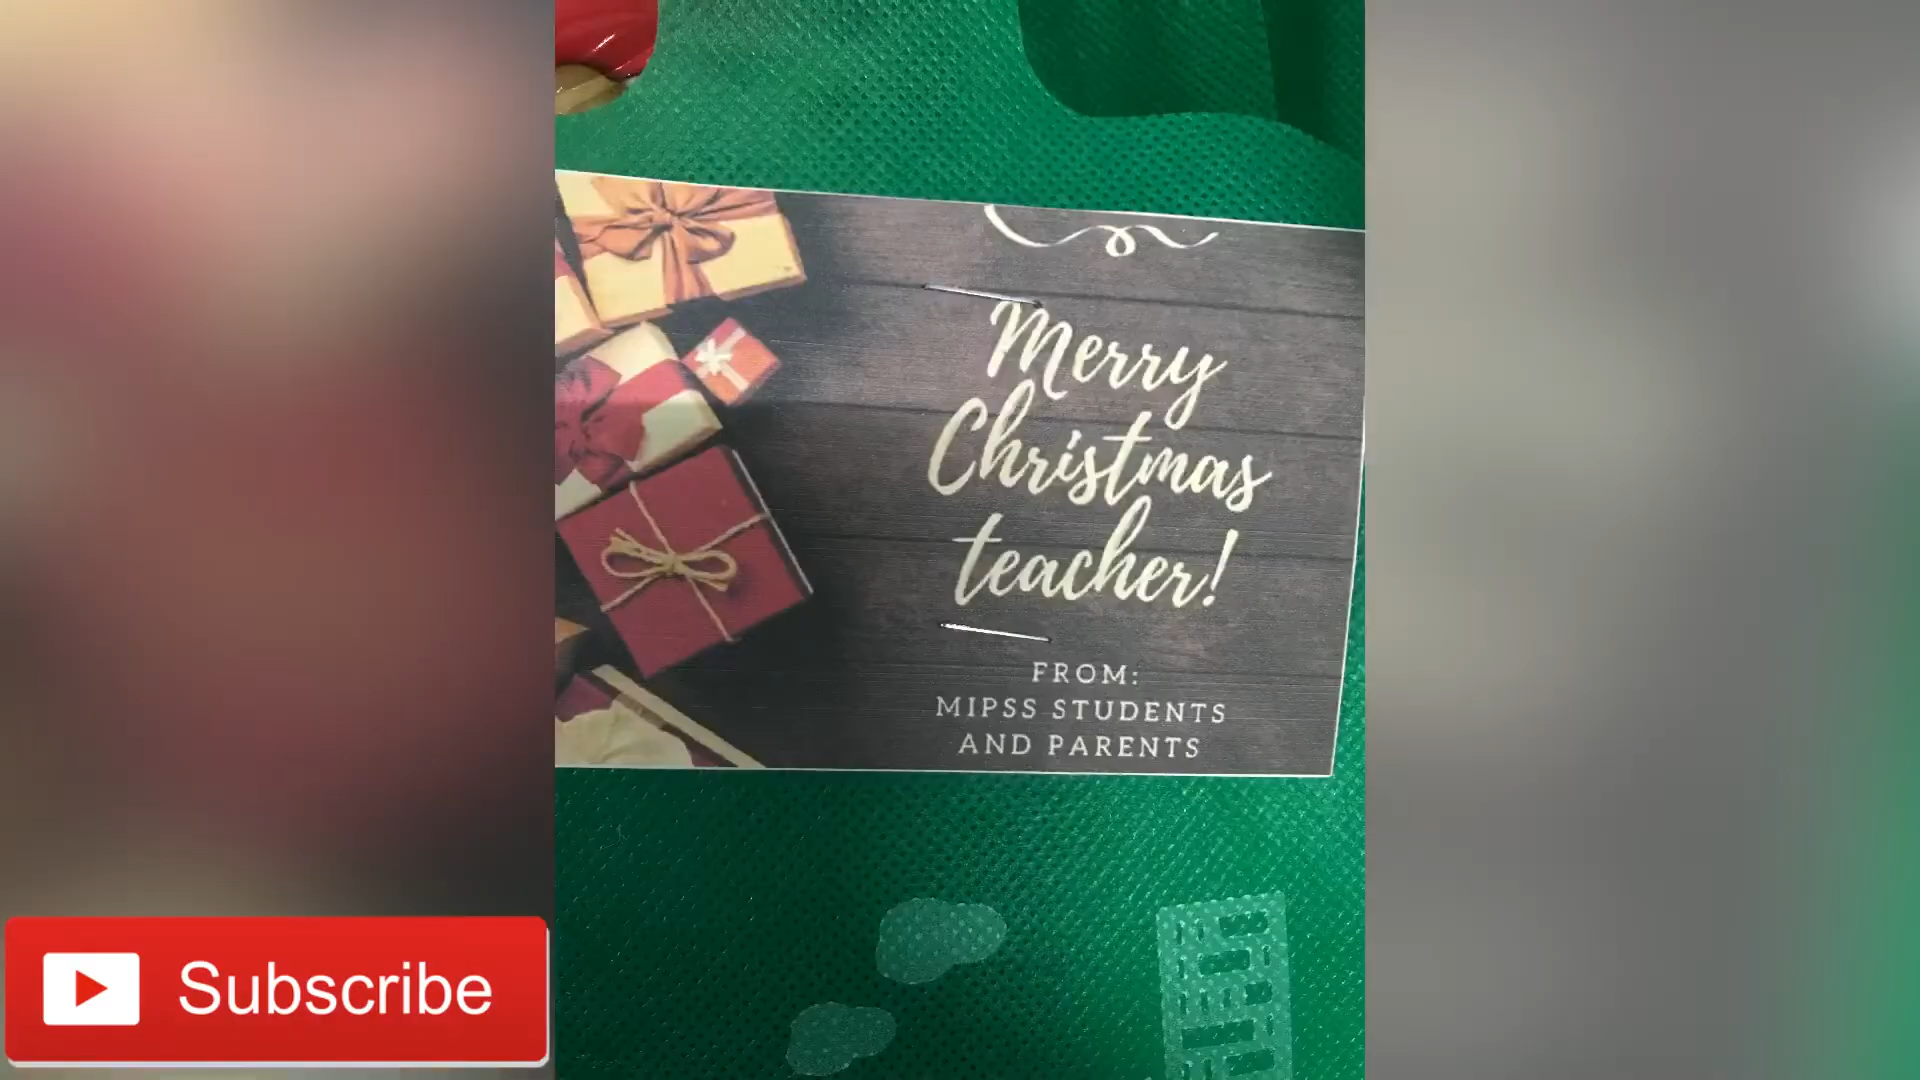 Merry
Christmas
teacher!
FROM:
MIPSS STUDENTS
AND PARENTS
Subscribe